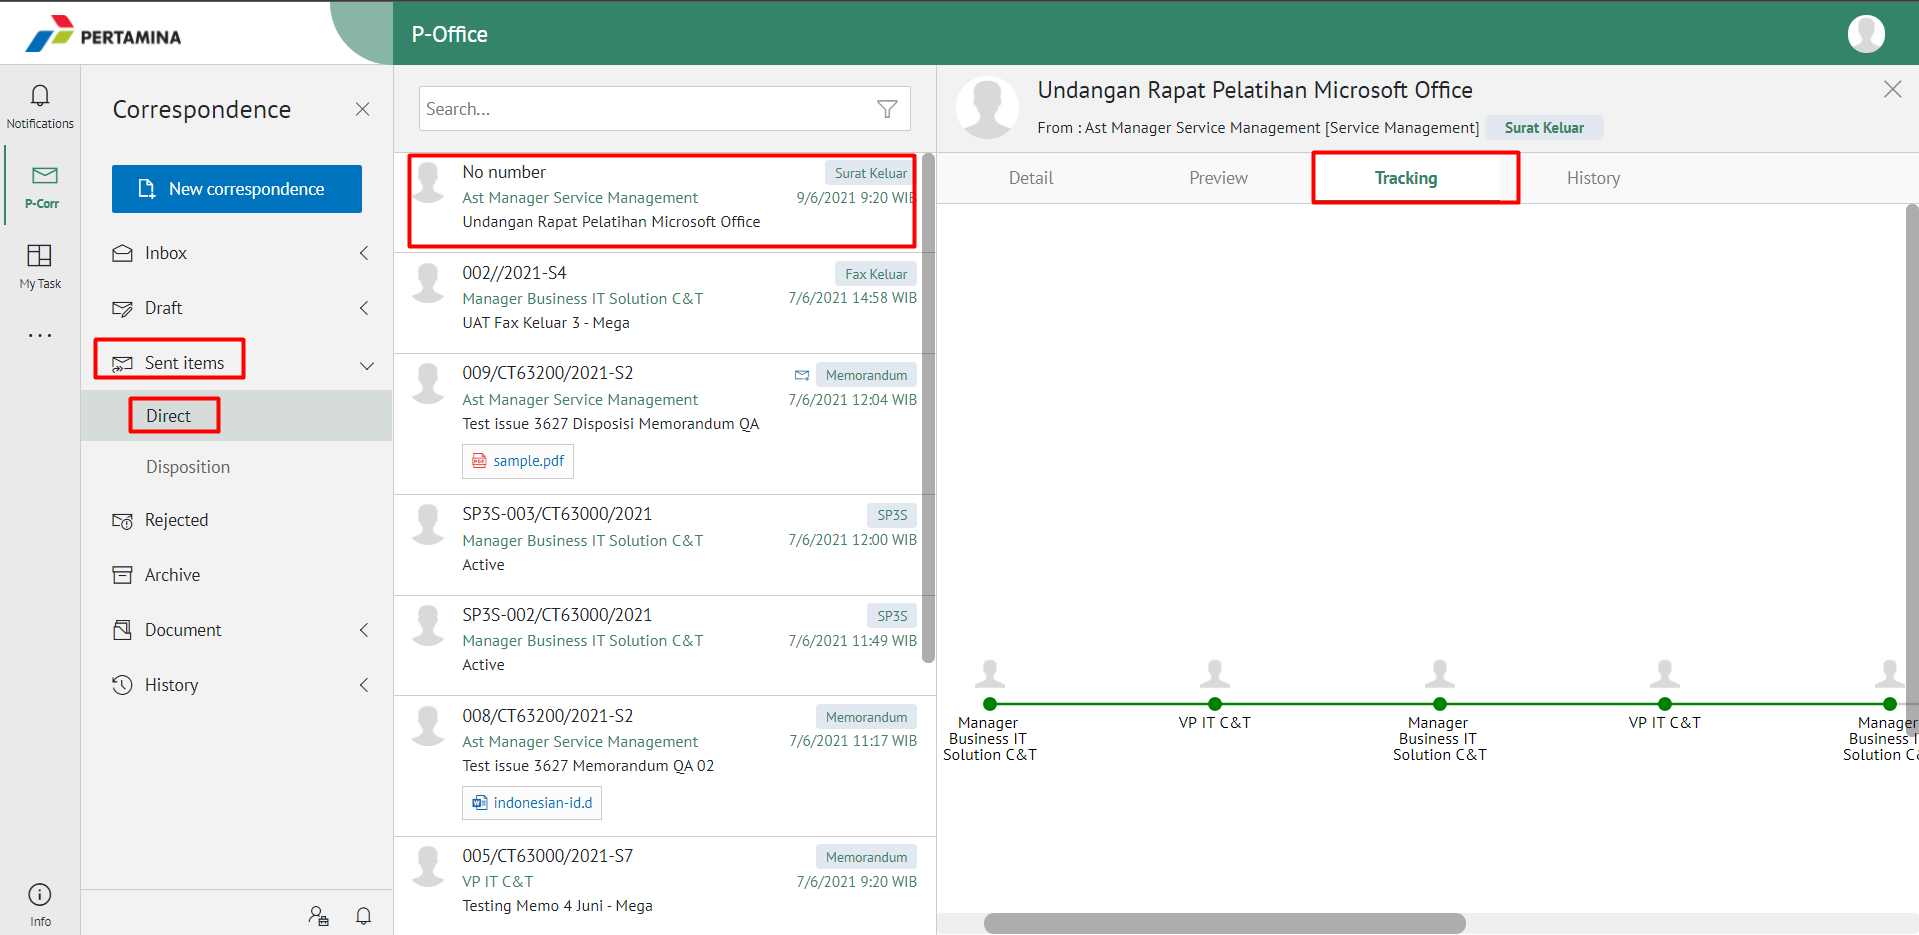 PERTAMINA
P-Office
Notifications
P-Corr
My Task
Info
Correspondence
New correspondence
Inbox
Draft
Sent items
Direct
Disposition
Rejected
Archive
Document
History
Search...
No number
Surat Keluar
Ast Manager Service Management
9/6/2021 9:20 WIB
Undangan Rapat Pelatihan Microsoft Office
002//2021-S4
Fax Keluar
Manager Business IT Solution C&T
7/6/2021 14:58 WIB
UAT Fax Keluar 3 - Mega
009/CT63200/2021-S2
Memorandum
Ast Manager Service Management
7/6/2021 12:04 WIB
Test issue 3627 Disposisi Memorandum QA
sample.pdf
SP3S-003/CT63000/2021
SP3S
Manager Business IT Solution C&T
7/6/2021 12:00 WIB
Active
SP3S-002/CT63000/2021
SP3S
Manager Business IT Solution C&T
7/6/2021 11:49 WIB
Active
008/CT63200/2021-S2
Memorandum
Ast Manager Service Management
7/6/2021 11:17 WIB
Test issue 3627 Memorandum QA 02
indonesian-id.d
005/CT63000/2021-S7
Memorandum
VP IT C&T
7/6/2021 9:20 WIB
Testing Memo 4 Juni - Mega
Undangan Rapat Pelatihan Microsoft Office
From : Ast Manager Service Management [Service Management]
Surat Keluar
Detail
Preview
Tracking
History
Manager
Business IT
Solution C&T
VP IT C&T
Manager
Business IT
Solution C&T
VP IT C&T
Manager
Business I
Solution C&